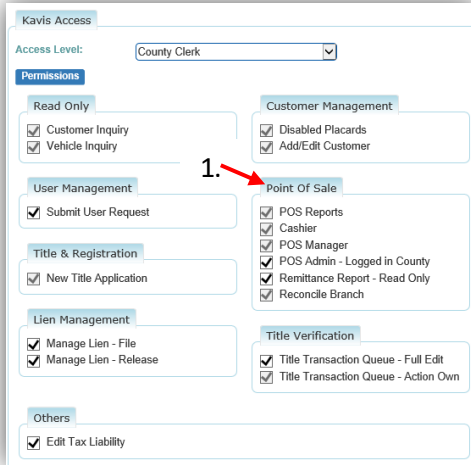 Kavis Access
Access Level: County Clerk
Permissions
Read Only
Customer Inquiry
Vehicle Inquiry
Customer Management
Disabled Placards
Add/Edit Customer
1.
User Management
Submit User Request
Point Of Sale
POS Reports
Cashier
POS Manager
POS Admin - Logged in County
Remittance Report - Read Only
Reconcile Branch
Title & Registration
New Title Application
Lien Management
Manage Lien - File
Manage Lien - Release
Title Verification
Title Transaction Queue - Full Edit
Title Transaction Queue - Action Own
Others
Edit Tax Liability